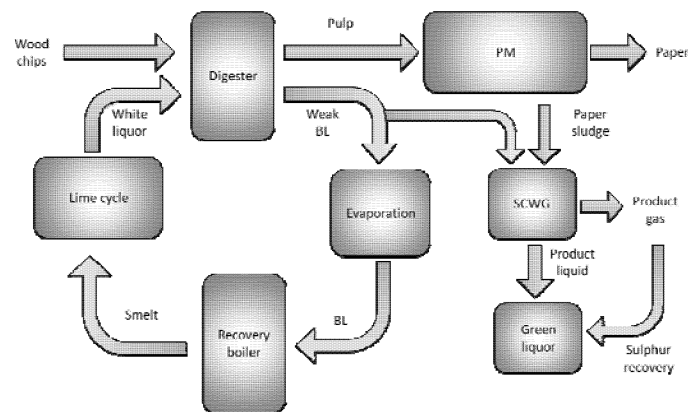 Wood
chips
Pulp
Digester
PM
Paper
White
liquor
Weak
BL
Paper
sludge
Lime cycle
Evaporation
SCWG
Product
gas
Product
liquid
Smelt
Recovery
boiler
BL
Green
liquor
Sulphur
recovery